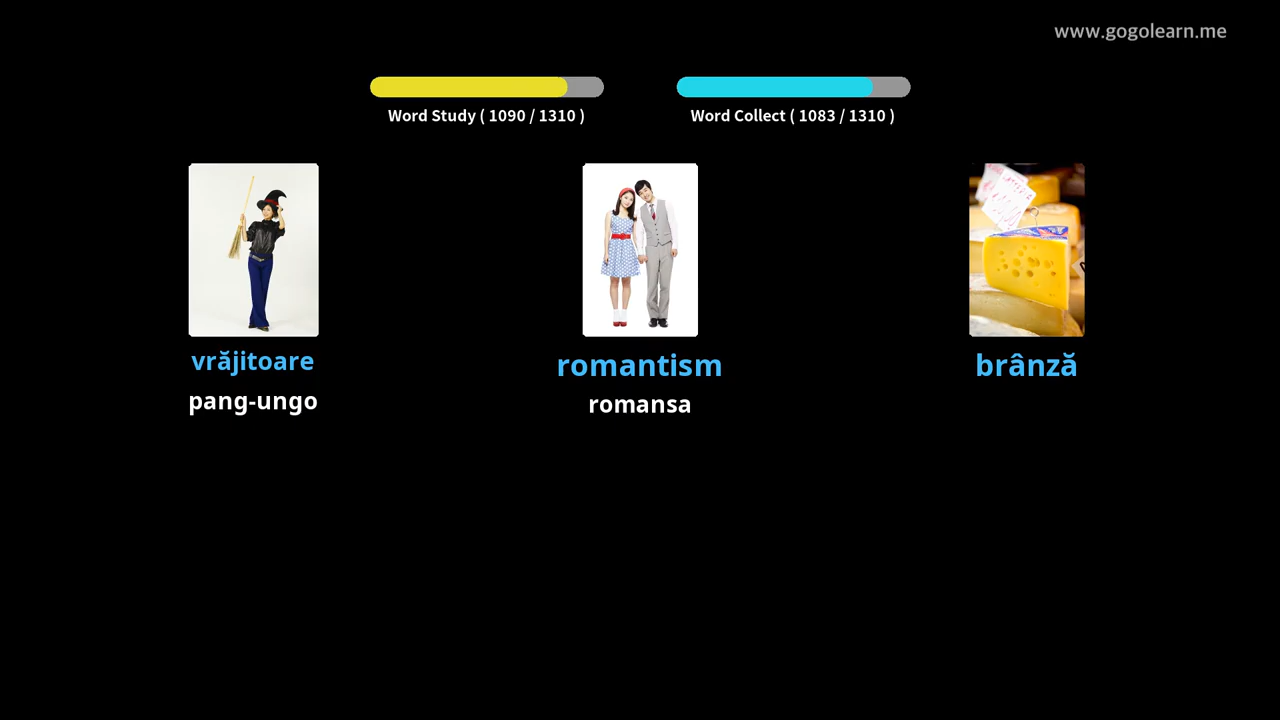 www.gogolearn.me
Word Study ( 1090 / 1310 )
Word Collect ( 1083 / 1310 )
vrăjitoare
romantism
brânză
pang-ungo
romansa